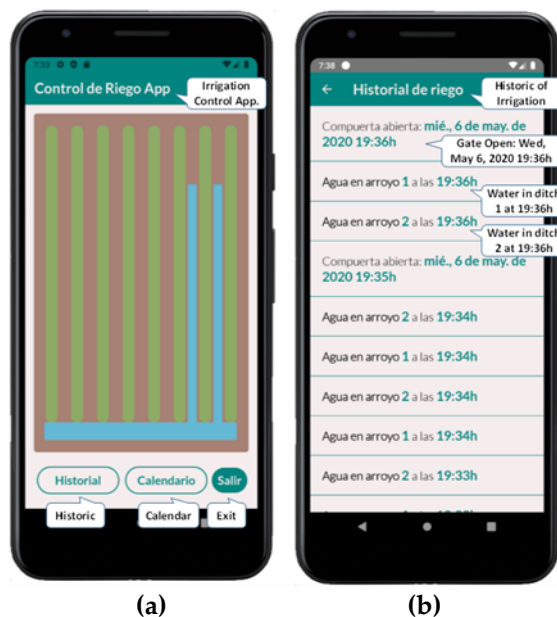 7:33
Control de Riego App
Irrigation
Control App.
Historial
Calendario
Salir
Historic
Calendar
Exit
(a)
7:38
Historial de riego
Historic of
Irrigation
Compuerta abierta: mié., 6 de may. de
2020 19:36h
Gate Open: Wed,
May 6, 2020 19:36h
Agua en arroyo 1 a las 19:36h
Water in ditch
1 at 19:36h
Agua en arroyo 2 a las 19:36h
Water in ditch
2 at 19:36h
Compuerta abierta: mié., 6 de may. de
2020 19:35h
Agua en arroyo 2 a las 19:34h
Agua en arroyo 1 a las 19:34h
Agua en arroyo 2 a las 19:34h
Agua en arroyo 1 a las 19:34h
Agua en arroyo 2 a las 19:33h
(b)